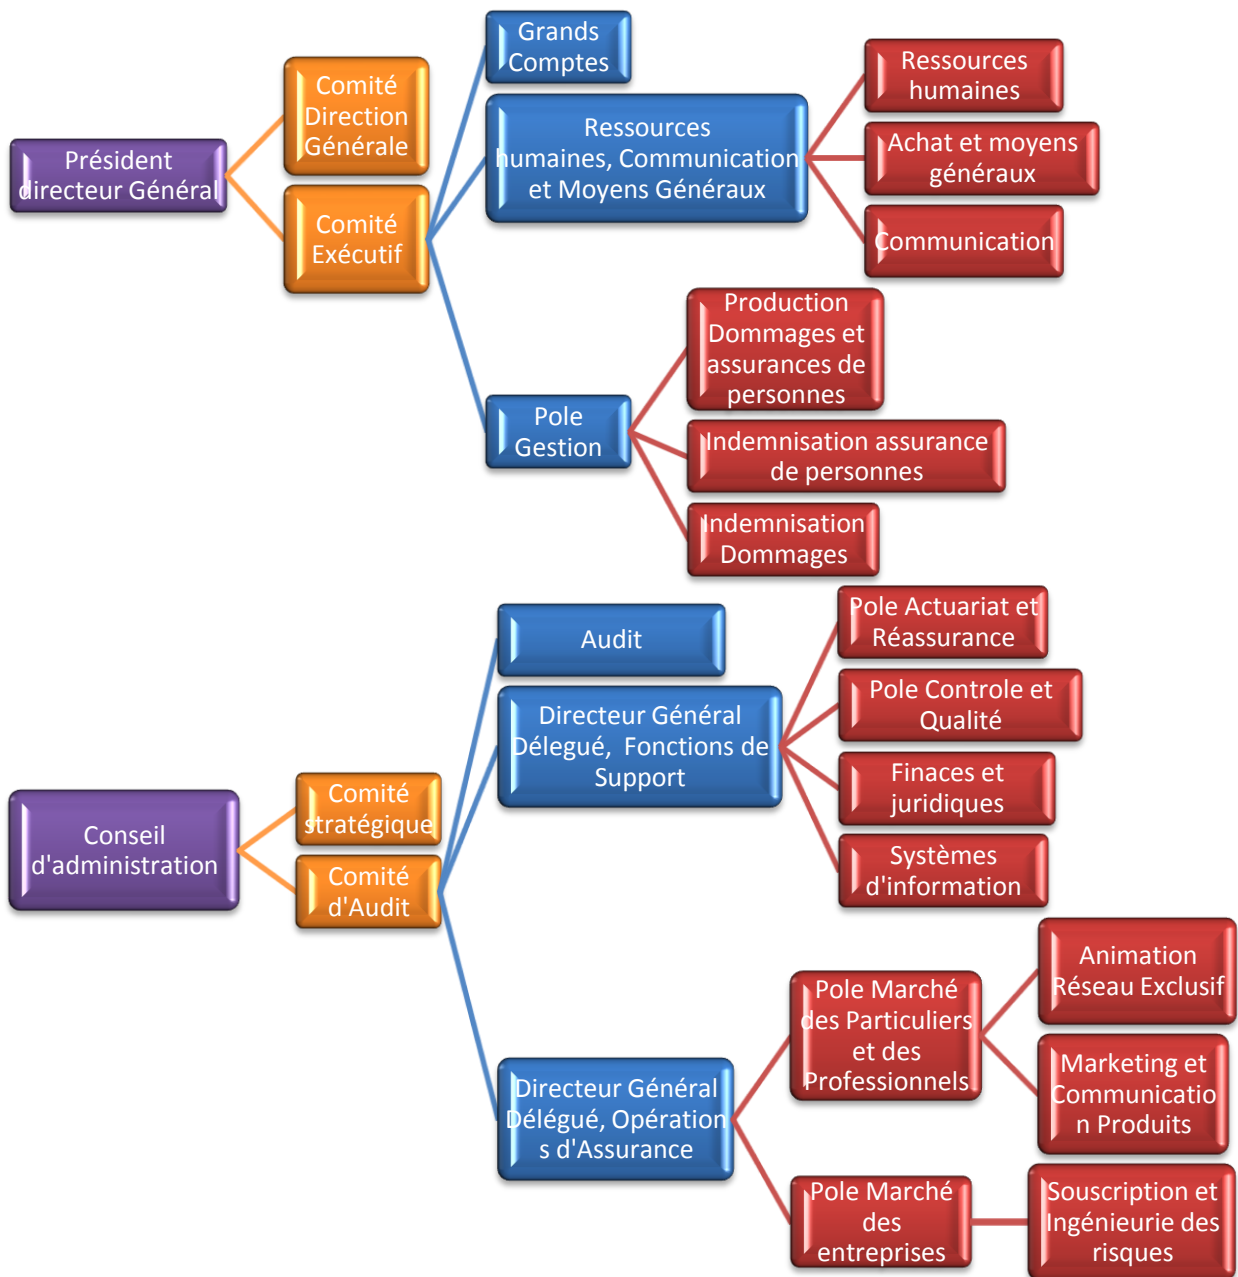 Président
directeur Général
Comité
Direction
Générale
Comité
Exécutif
Grands
Comptes
Ressources
humaines, Communication
et Moyens Généraux
Ressources
humaines
Achat et moyens
généraux
Communication
Pole
Gestion
Production
Dommages et
assurances de
personnes
Indemnisation assurance
de personnes
Indemnisation
Dommages
Conseil
d'administration
Comité
stratégique
Comité
d'Audit
Audit
Directeur Général
Délegué, Fonctions de
Support
Pole Actuariat et
Réassurance
Pole Controle et
Qualité
Finaces et
juridiques
Systèmes
d'information
Directeur Général
Délégué, Opération
s d'Assurance
Pole Marché
des Particuliers
et des
Professionnels
Animation
Réseau Exclusif
Marketing et
Communicatio
n Produits
Pole Marché
des
entreprises
Souscription et
Ingénieurie des
risques